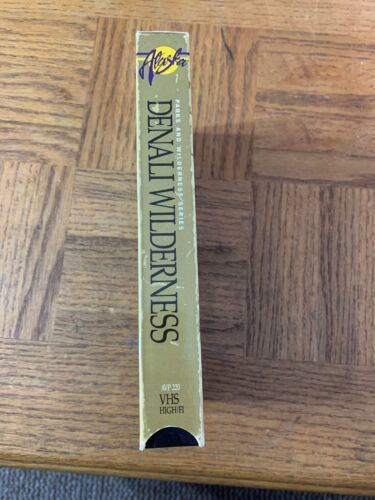 Alaska
PARKS AND WILDERNESS SERIES
DENALI WILDERNESS
AVP 220
VHS
HIGH/FI